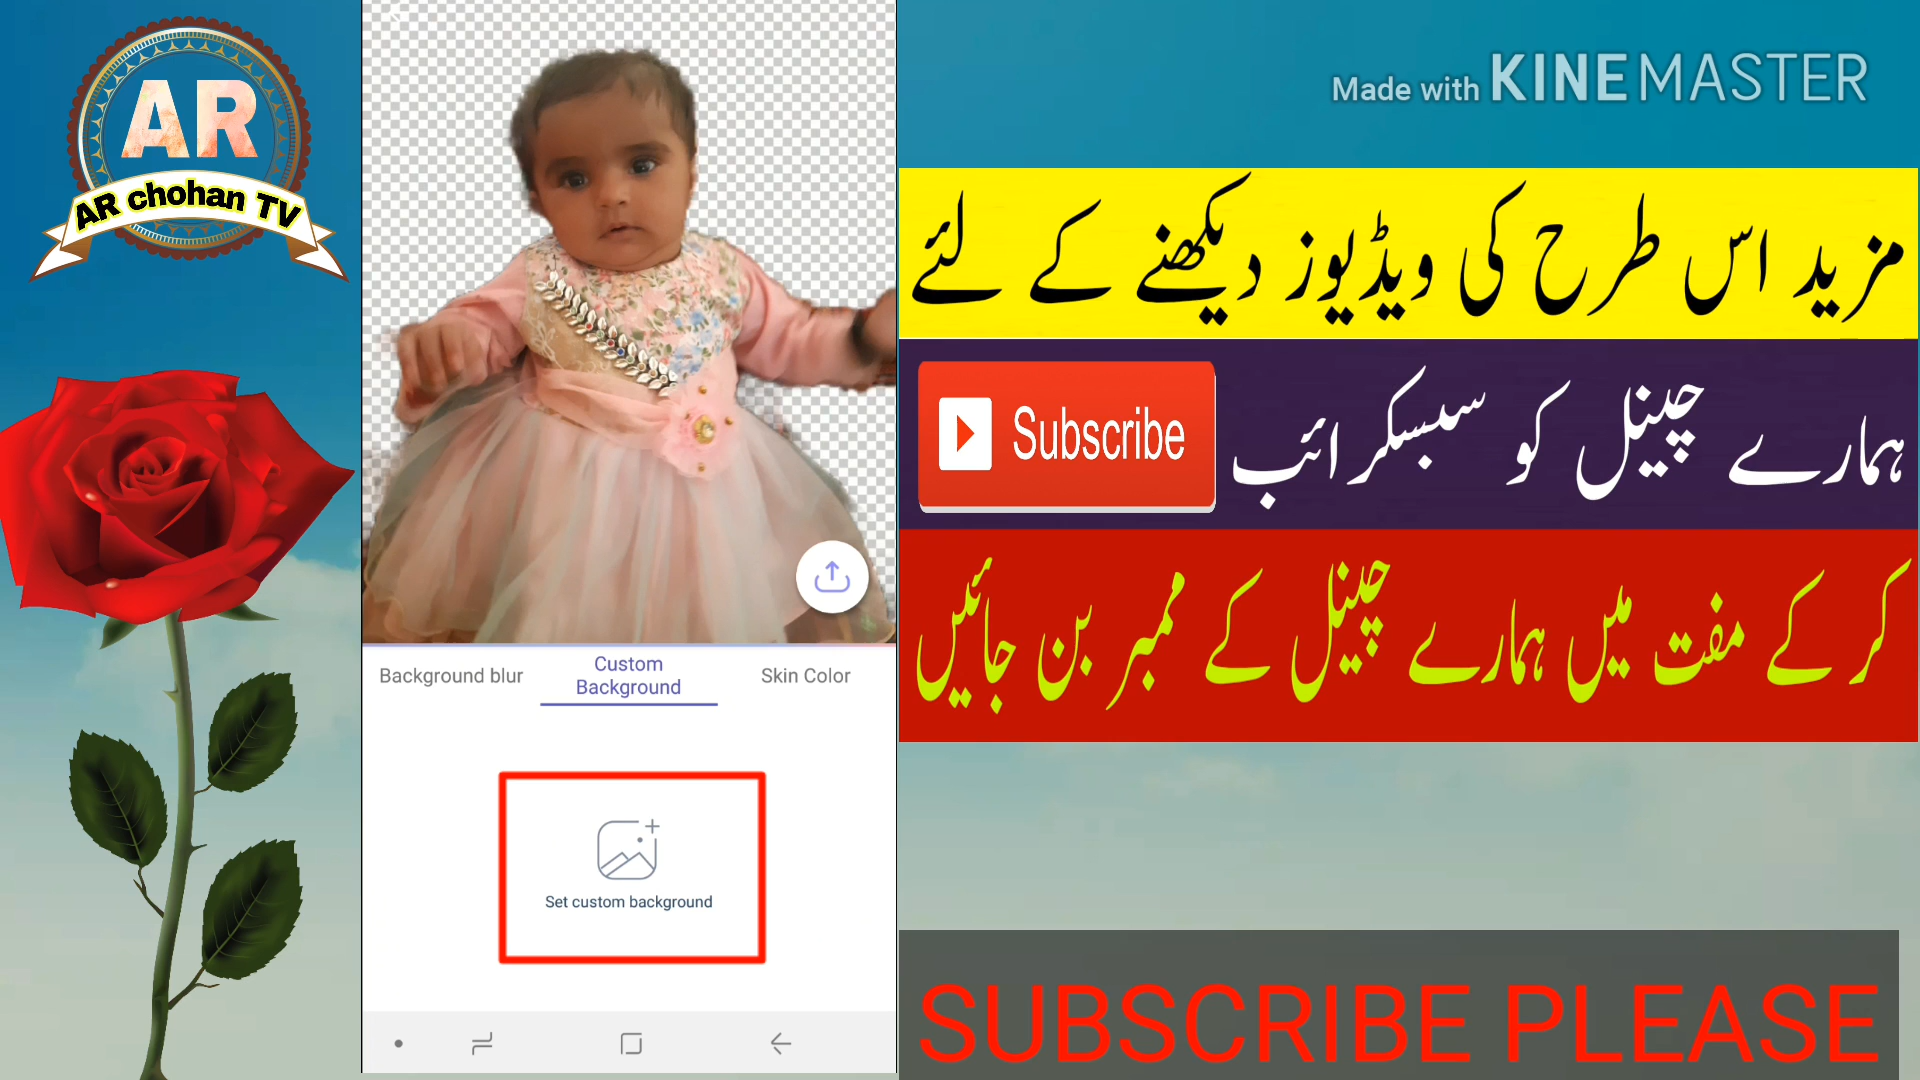 AR
AR chohan TV
Made with KINEMASTER
مزید اس طرح کی ویڈیوز دیکھنے کے لئے
ہمارے چینل کو سبسکرائب
Subscribe
کر کے مفت میں ہمارے چینل کے ممبر بن جائیں
Background blur
Custom
Background
Skin Color
Set custom background
SUBSCRIBE PLEASE